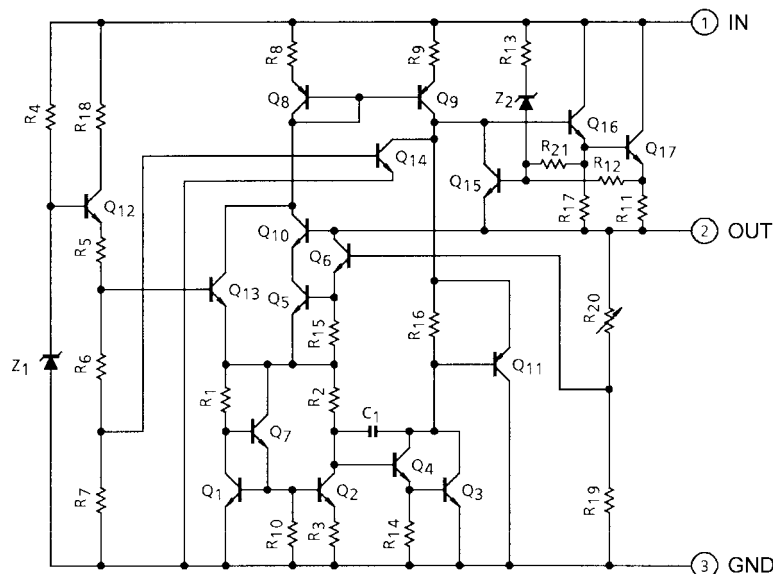 1 IN
R8
R9
R13
R4
R18
Q8
Q9
Z2
Q16
Q14
R21
Q17
Q15
R12
Q12
R17
R11
Q10
2 OUT
R5
Q6
Q13
Q5
R20
R15
R16
Z1
R6
Q11
R1
R2
C1
Q7
Q4
R7
Q1
Q2
Q3
R19
R10
R3
R14
3 GND